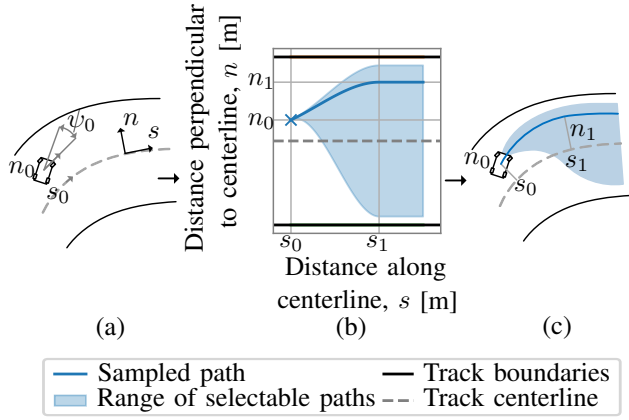 ψ₀
n
s
n₀
s₀
(a)
Distance perpendicular
to centerline, n [m]
n₁
n₀
s₀ s₁
Distance along
centerline, s [m]
(b)
n₀
s₀
n₁
s₁
(c)
Sampled path
Range of selectable paths
Track boundaries
Track centerline